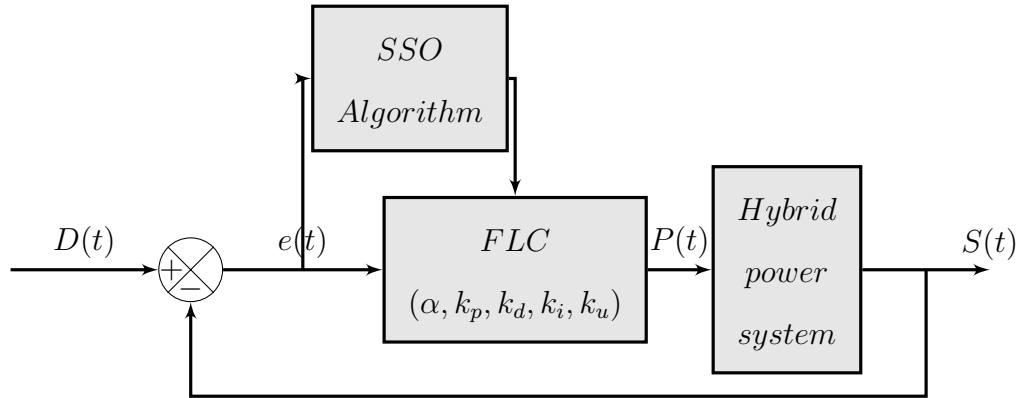 SSO
Algorithm
D(t)
e(t)
FLC
(α, k_p, k_d, k_i, k_u)
P(t)
Hybrid
power
system
S(t)
+
−